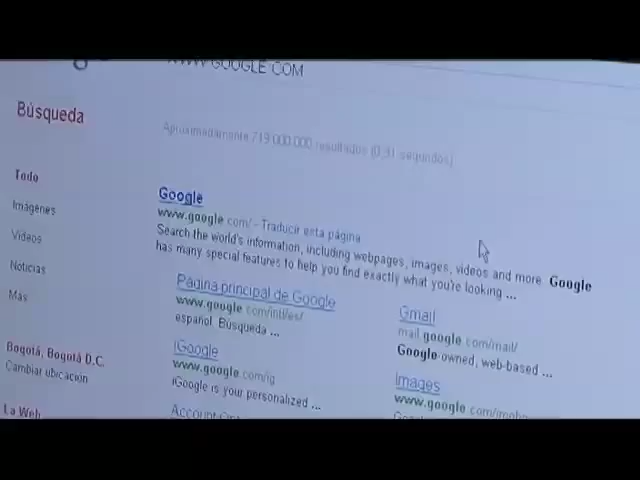 WWW.GOOGLE.COM
Búsqueda
Aproximadamente 719.000.000 resultados (0,31 segundos)
Todo
Imágenes
Videos
Noticias
Más
Bogotá, Bogotá D.C.
Cambiar ubicación
La Web
Google
www.google.com/ - Traducir esta página
Search the world's information, including webpages, images, videos and more. Google
has many special features to help you find exactly what you're looking ...
Página principal de Google
www.google.com/intl/es/
español. Búsqueda ...
iGoogle
www.google.com/ig
iGoogle is your personalized ...
Gmail
mail.google.com/mail/
Google-owned, web-based ...
Images